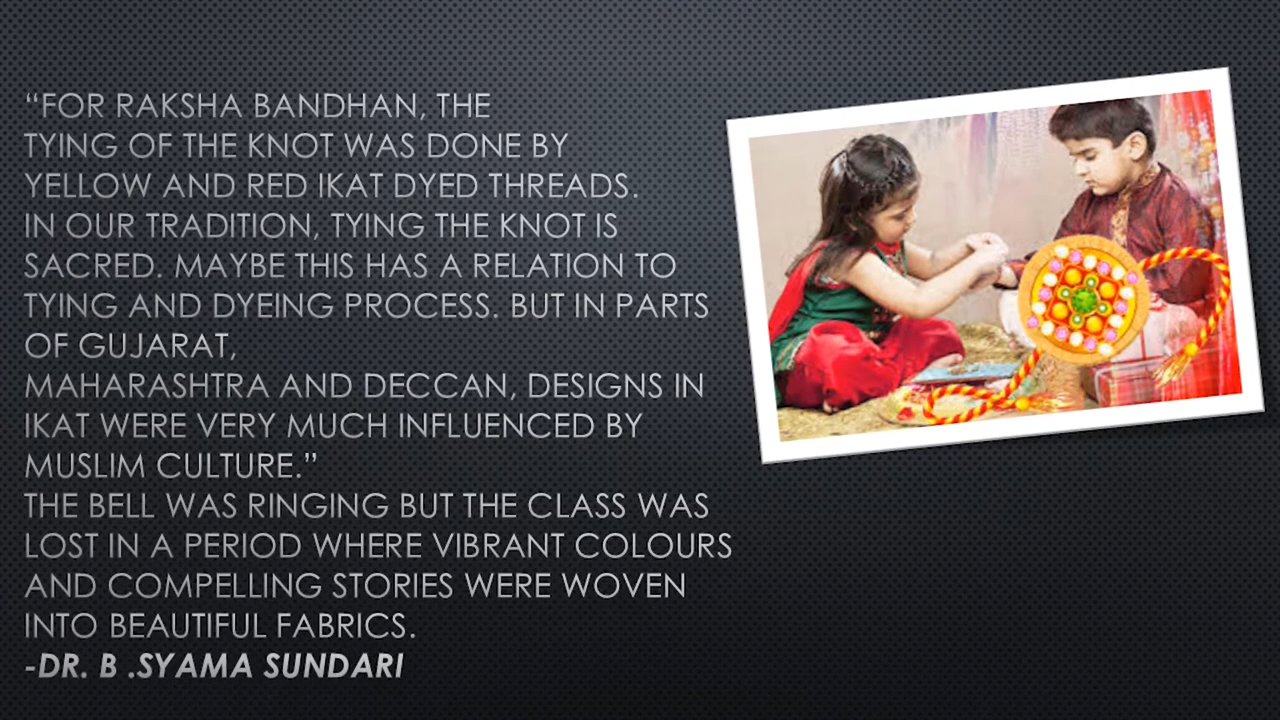 “FOR RAKSHA BANDHAN, THE
TYING OF THE KNOT WAS DONE BY
YELLOW AND RED IKAT DYED THREADS.
IN OUR TRADITION, TYING THE KNOT IS
SACRED. MAYBE THIS HAS A RELATION TO
TYING AND DYEING PROCESS. BUT IN PARTS
OF GUJARAT,
MAHARASHTRA AND DECCAN, DESIGNS IN
IKAT WERE VERY MUCH INFLUENCED BY
MUSLIM CULTURE.”
THE BELL WAS RINGING BUT THE CLASS WAS
LOST IN A PERIOD WHERE VIBRANT COLOURS
AND COMPELLING STORIES WERE WOVEN
INTO BEAUTIFUL FABRICS.
-DR. B .SYAMA SUNDARI